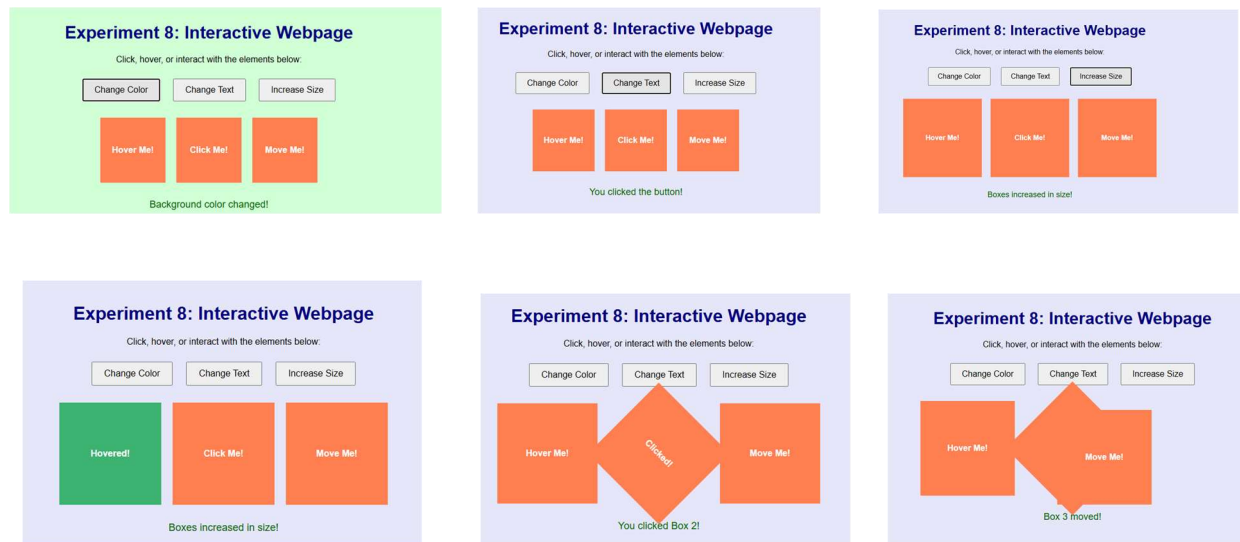 Experiment 8: Interactive Webpage
Click, hover, or interact with the elements below:
Change Color Change Text Increase Size
Hover Me! Click Me! Move Me!
Background color changed!
Experiment 8: Interactive Webpage
Click, hover, or interact with the elements below:
Change Color Change Text Increase Size
Hover Me! Click Me! Move Me!
You clicked the button!
Experiment 8: Interactive Webpage
Click, hover, or interact with the elements below:
Change Color Change Text Increase Size
Hover Me! Click Me! Move Me!
Boxes increased in size!
Experiment 8: Interactive Webpage
Click, hover, or interact with the elements below:
Change Color Change Text Increase Size
Hovered! Click Me! Move Me!
Boxes increased in size!
Experiment 8: Interactive Webpage
Click, hover, or interact with the elements below:
Change Color Change Text Increase Size
Hover Me! Clicked! Move Me!
You clicked Box 2!
Experiment 8: Interactive Webpage
Click, hover, or interact with the elements below:
Change Color Change Text Increase Size
Hover Me! Move Me!
Box 3 moved!